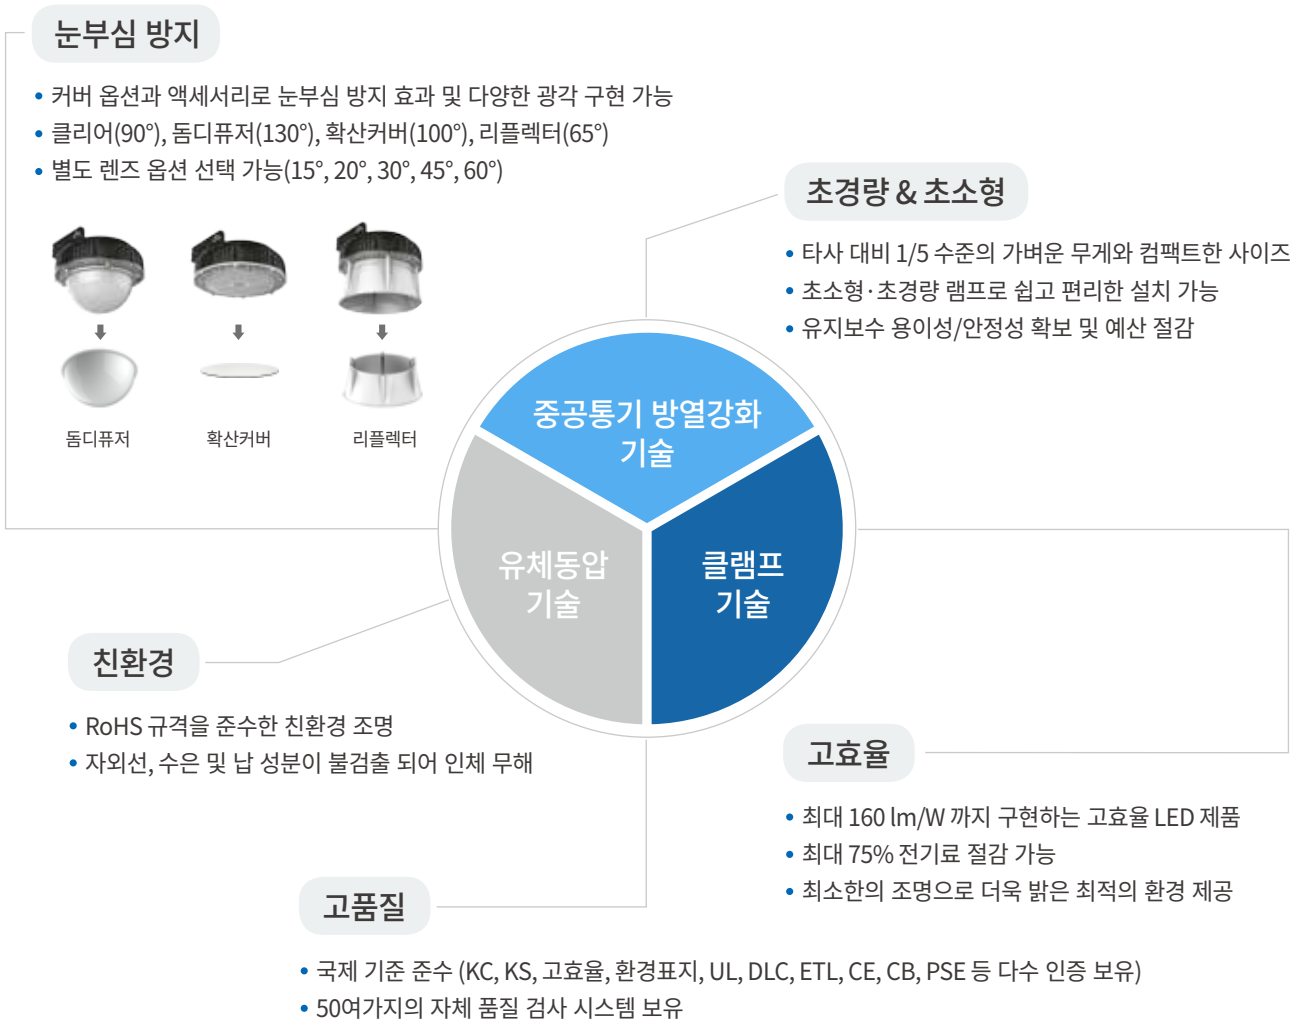 눈부심 방지
• 커버 옵션과 액세서리로 눈부심 방지 효과 및 다양한 광각 구현 가능
• 클리어(90°), 돔디퓨저(130°), 확산커버(100°), 리플렉터(65°)
• 별도 렌즈 옵션 선택 가능(15°, 20°, 30°, 45°, 60°)
돔디퓨저
확산커버
리플렉터
초경량 & 초소형
• 타사 대비 1/5 수준의 가벼운 무게와 컴팩트한 사이즈
• 초소형·초경량 램프로 쉽고 편리한 설치 가능
• 유지보수 용이성/안정성 확보 및 예산 절감
중공통기 방열강화
기술
유체동압
기술
클램프
기술
친환경
• RoHS 규격을 준수한 친환경 조명
• 자외선, 수은 및 납 성분이 불검출 되어 인체 무해
고효율
• 최대 160 lm/W 까지 구현하는 고효율 LED 제품
• 최대 75% 전기료 절감 가능
• 최소한의 조명으로 더욱 밝은 최적의 환경 제공
고품질
• 국제 기준 준수 (KC, KS, 고효율, 환경표지, UL, DLC, ETL, CE, CB, PSE 등 다수 인증 보유)
• 50여가지의 자체 품질 검사 시스템 보유